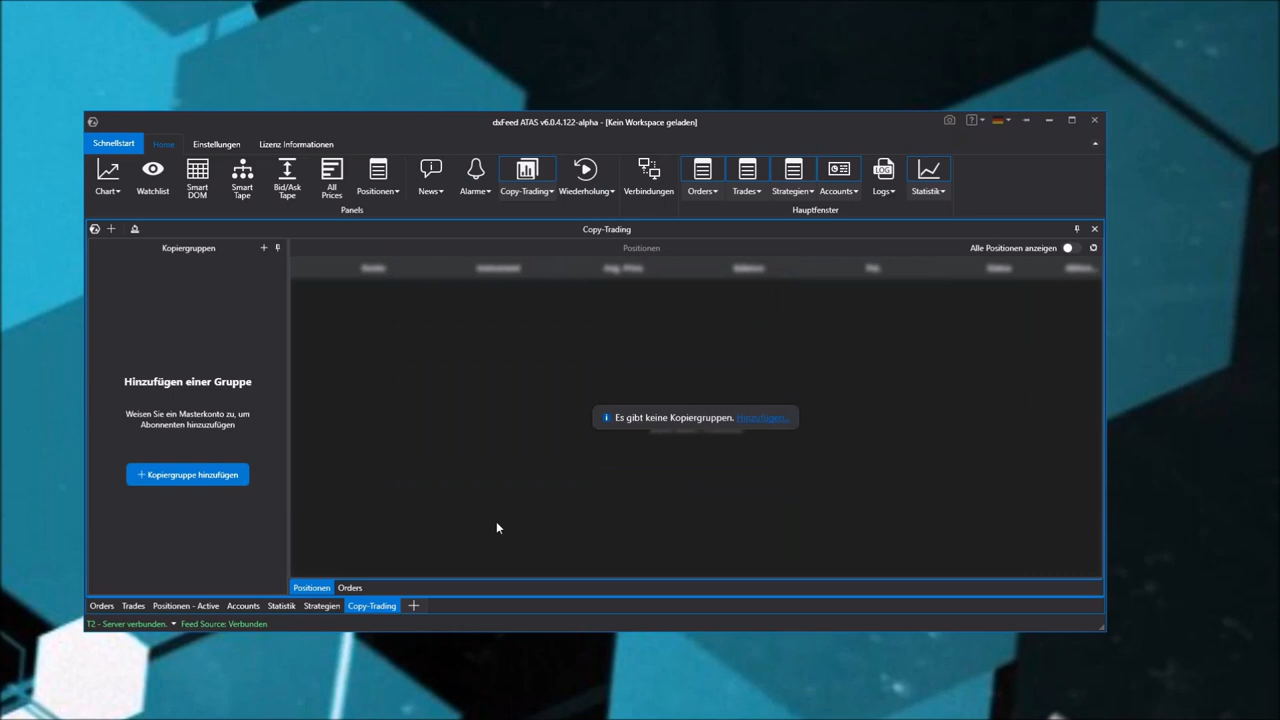 dxFeed ATAS v6.0.4.122-alpha - [Kein Workspace geladen]
Schnellstart Home Einstellungen Lizenz Informationen
Chart Watchlist Smart DOM Smart Tape Bid/Ask Tape All Prices Positionen News Alarme Copy-Trading Wiederholung Verbindungen Orders Trades Strategien Accounts LOG Logs Statistik
Panels Hauptfenster
Copy-Trading
Kopiergruppen Positionen Alle Positionen anzeigen
Hinzufügen einer Gruppe
Weisen Sie ein Masterkonto zu, um
Abonnenten hinzuzufügen
Es gibt keine Kopiergruppen. Hinzufügen...
+ Kopiergruppe hinzufügen
Positionen Orders
Orders Trades Positionen - Active Accounts Statistik Strategien Copy-Trading
T2 - Server verbunden. Feed Source: Verbunden